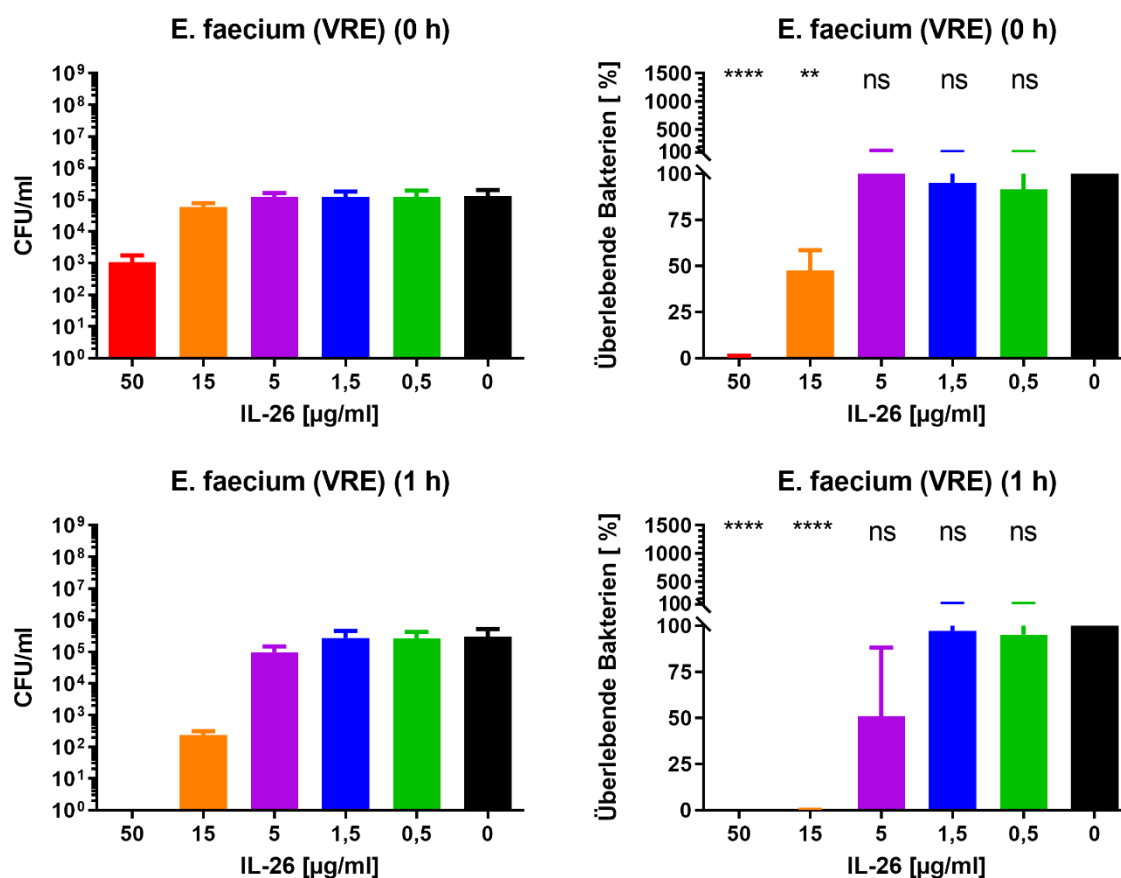 E. faecium (VRE) (0 h)
CFU/ml
10⁹
10⁸
10⁷
10⁶
10⁵
10⁴
10³
10²
10¹
10⁰
50 15 5 1,5 0,5 0
IL-26 [µg/ml]
E. faecium (VRE) (0 h)
Überlebende Bakterien [ %]
**** ** ns ns ns
1500
1000
500
100
100
75
50
25
0
50 15 5 1,5 0,5 0
IL-26 [µg/ml]
E. faecium (VRE) (1 h)
CFU/ml
10⁹
10⁸
10⁷
10⁶
10⁵
10⁴
10³
10²
10¹
10⁰
50 15 5 1,5 0,5 0
IL-26 [µg/ml]
E. faecium (VRE) (1 h)
Überlebende Bakterien [ %]
**** **** ns ns ns
1500
1000
500
100
100
75
50
25
0
50 15 5 1,5 0,5 0
IL-26 [µg/ml]